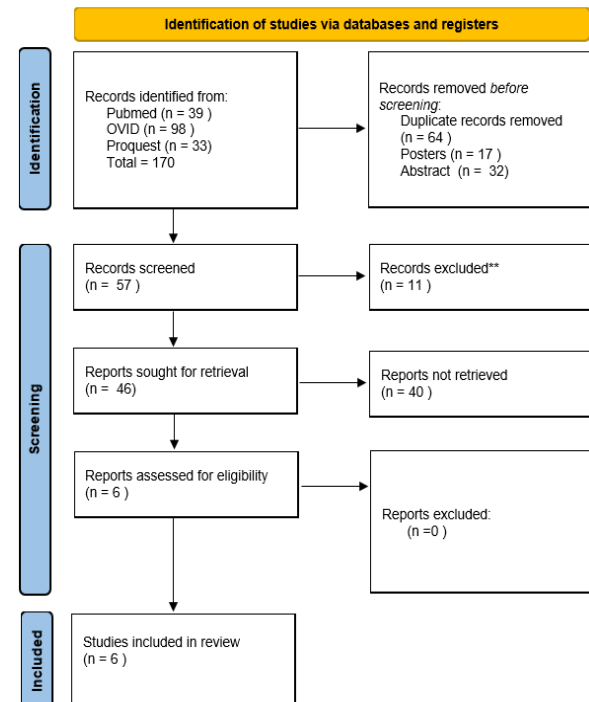 Identification of studies via databases and registers
Identification
Records identified from:
Pubmed (n = 39 )
OVID (n = 98 )
Proquest (n = 33)
Total = 170
Records removed before
screening:
Duplicate records removed
(n = 64 )
Posters (n = 17 )
Abstract (n = 32)
Screening
Records screened
(n = 57 )
Records excluded**
(n = 11 )
Reports sought for retrieval
(n = 46)
Reports not retrieved
(n = 40 )
Reports assessed for eligibility
(n = 6 )
Reports excluded:
(n =0 )
Included
Studies included in review
(n = 6 )